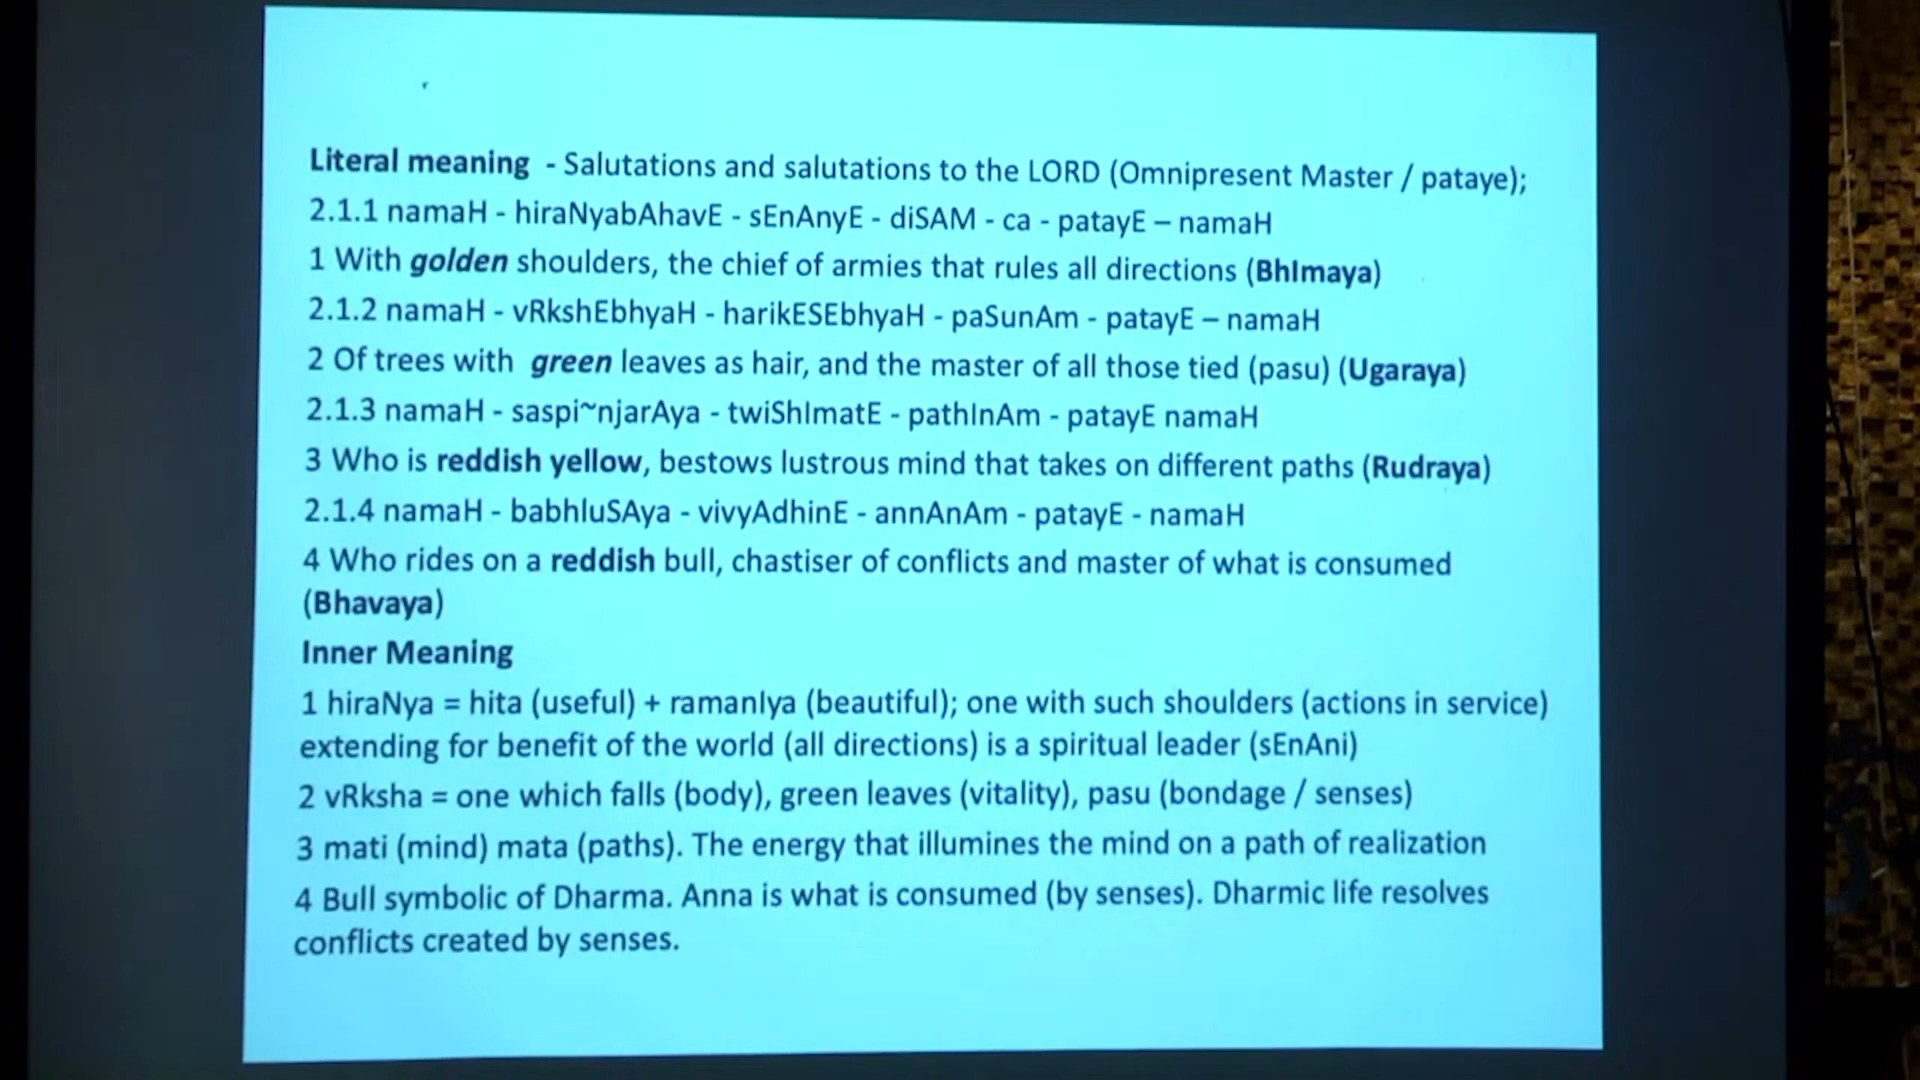 Literal meaning - Salutations and salutations to the LORD (Omnipresent Master / pataye);
2.1.1 namaH - hiraNyabAhavE - sEnAnyE - diSAM - ca - patayE – namaH
1 With golden shoulders, the chief of armies that rules all directions (BhImaya)
2.1.2 namaH - vRkshEbhyaH - harikESEbhyaH - paSunAm - patayE – namaH
2 Of trees with green leaves as hair, and the master of all those tied (pasu) (Ugaraya)
2.1.3 namaH - saspi~njarAya - twiShImatE - pathInAm - patayE namaH
3 Who is reddish yellow, bestows lustrous mind that takes on different paths (Rudraya)
2.1.4 namaH - babhluSAya - vivyAdhinE - annAnAm - patayE - namaH
4 Who rides on a reddish bull, chastiser of conflicts and master of what is consumed
(Bhavaya)
Inner Meaning
1 hiraNya = hita (useful) + ramanIya (beautiful); one with such shoulders (actions in service)
extending for benefit of the world (all directions) is a spiritual leader (sEnAni)
2 vRksha = one which falls (body), green leaves (vitality), pasu (bondage / senses)
3 mati (mind) mata (paths). The energy that illumines the mind on a path of realization
4 Bull symbolic of Dharma. Anna is what is consumed (by senses). Dharmic life resolves
conflicts created by senses.